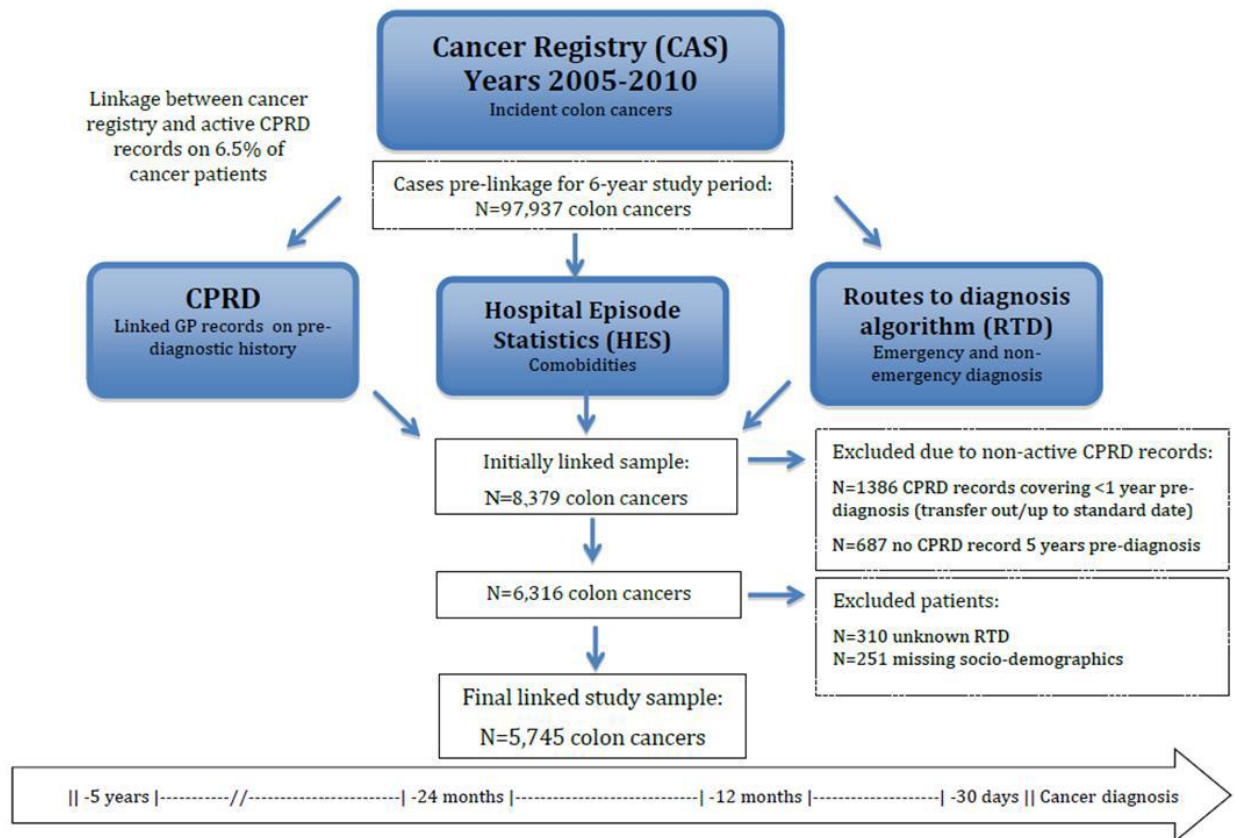 Cancer Registry (CAS)
Years 2005-2010
Incident colon cancers
Linkage between cancer
registry and active CPRD
records on 6.5% of
cancer patients
Cases pre-linkage for 6-year study period:
N=97,937 colon cancers
CPRD
Linked GP records on pre-
diagnostic history
Hospital Episode
Statistics (HES)
Comobidities
Routes to diagnosis
algorithm (RTD)
Emergency and non-
emergency diagnosis
Initially linked sample:
N=8,379 colon cancers
Excluded due to non-active CPRD records:
N=1386 CPRD records covering <1 year pre-
diagnosis (transfer out/up to standard date)
N=687 no CPRD record 5 years pre-diagnosis
N=6,316 colon cancers
Excluded patients:
N=310 unknown RTD
N=251 missing socio-demographics
Final linked study sample:
N=5,745 colon cancers
|| -5 years |-----------//------------------------| -24 months |-----------------------------| -12 months |--------------------| -30 days || Cancer diagnosis